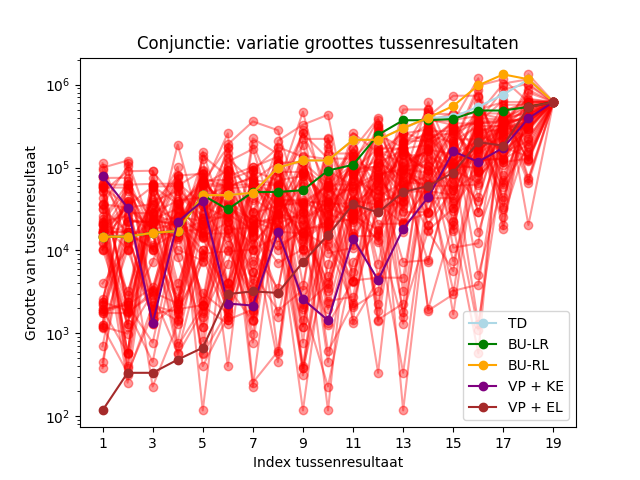 Conjunctie: variatie groottes tussenresultaten
Grootte van tussenresultaat
10^6
10^5
10^4
10^3
10^2
TD
BU-LR
BU-RL
VP + KE
VP + EL
1 3 5 7 9 11 13 15 17 19
Index tussenresultaat